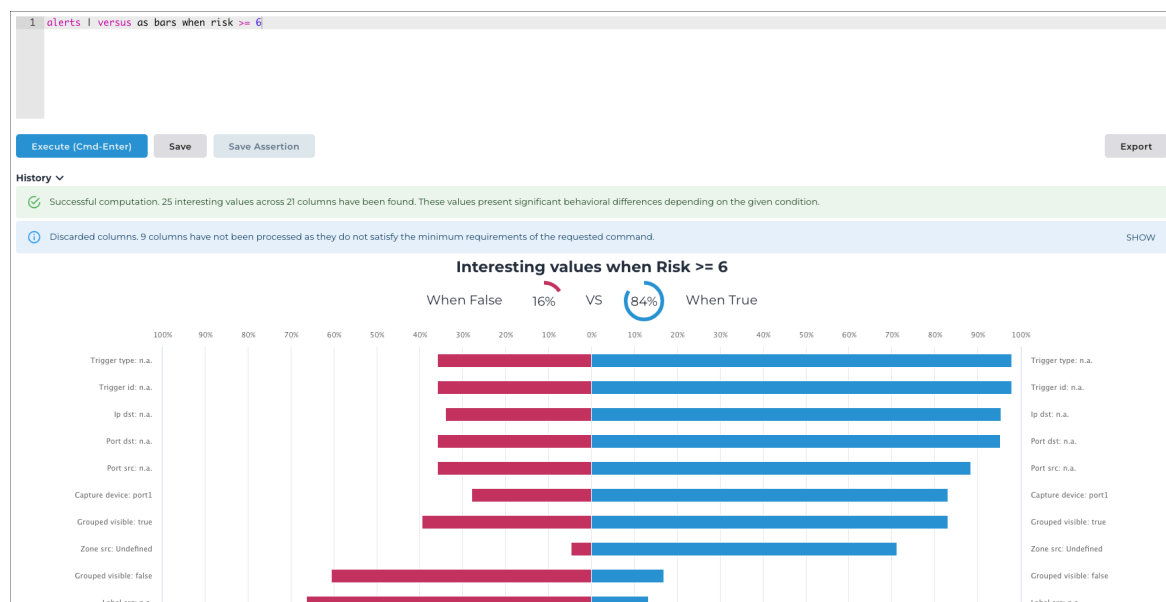 1 alerts | versus as bars when risk >= 6
Execute (Cmd-Enter) Save Save Assertion Export
History
Successful computation. 25 interesting values across 21 columns have been found. These values present significant behavioral differences depending on the given condition.
Discarded columns. 9 columns have not been processed as they do not satisfy the minimum requirements of the requested command. SHOW
Interesting values when Risk >= 6
When False 16% VS 84% When True
100% 90% 80% 70% 60% 50% 40% 30% 20% 10% 0% 10% 20% 30% 40% 50% 60% 70% 80% 90% 100%
Trigger type: n.a. Trigger type: n.a.
Trigger id: n.a. Trigger id: n.a.
Ip dst: n.a. Ip dst: n.a.
Port dst: n.a. Port dst: n.a.
Port src: n.a. Port src: n.a.
Capture device: port1 Capture device: port1
Grouped visible: true Grouped visible: true
Zone src: Undefined Zone src: Undefined
Grouped visible: false Grouped visible: false
Label src: n.a. Label src: n.a.